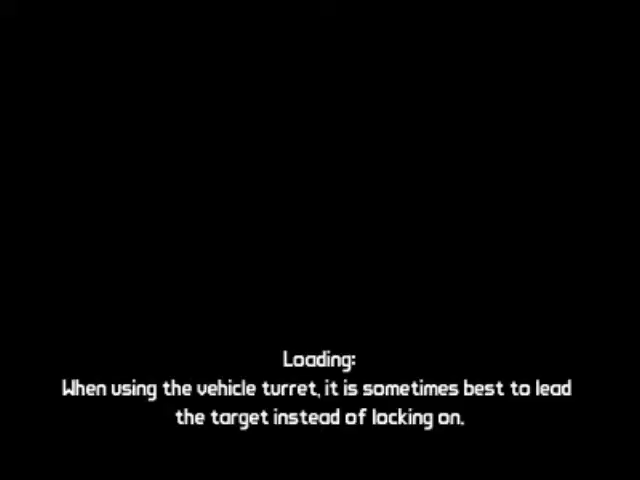 Loading:
When using the vehicle turret, it is sometimes best to lead
the target instead of locking on.